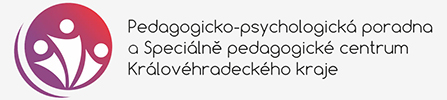 Pedagogicko-psychologická poradna
a Speciálně pedagogické centrum
Královéhradeckého kraje